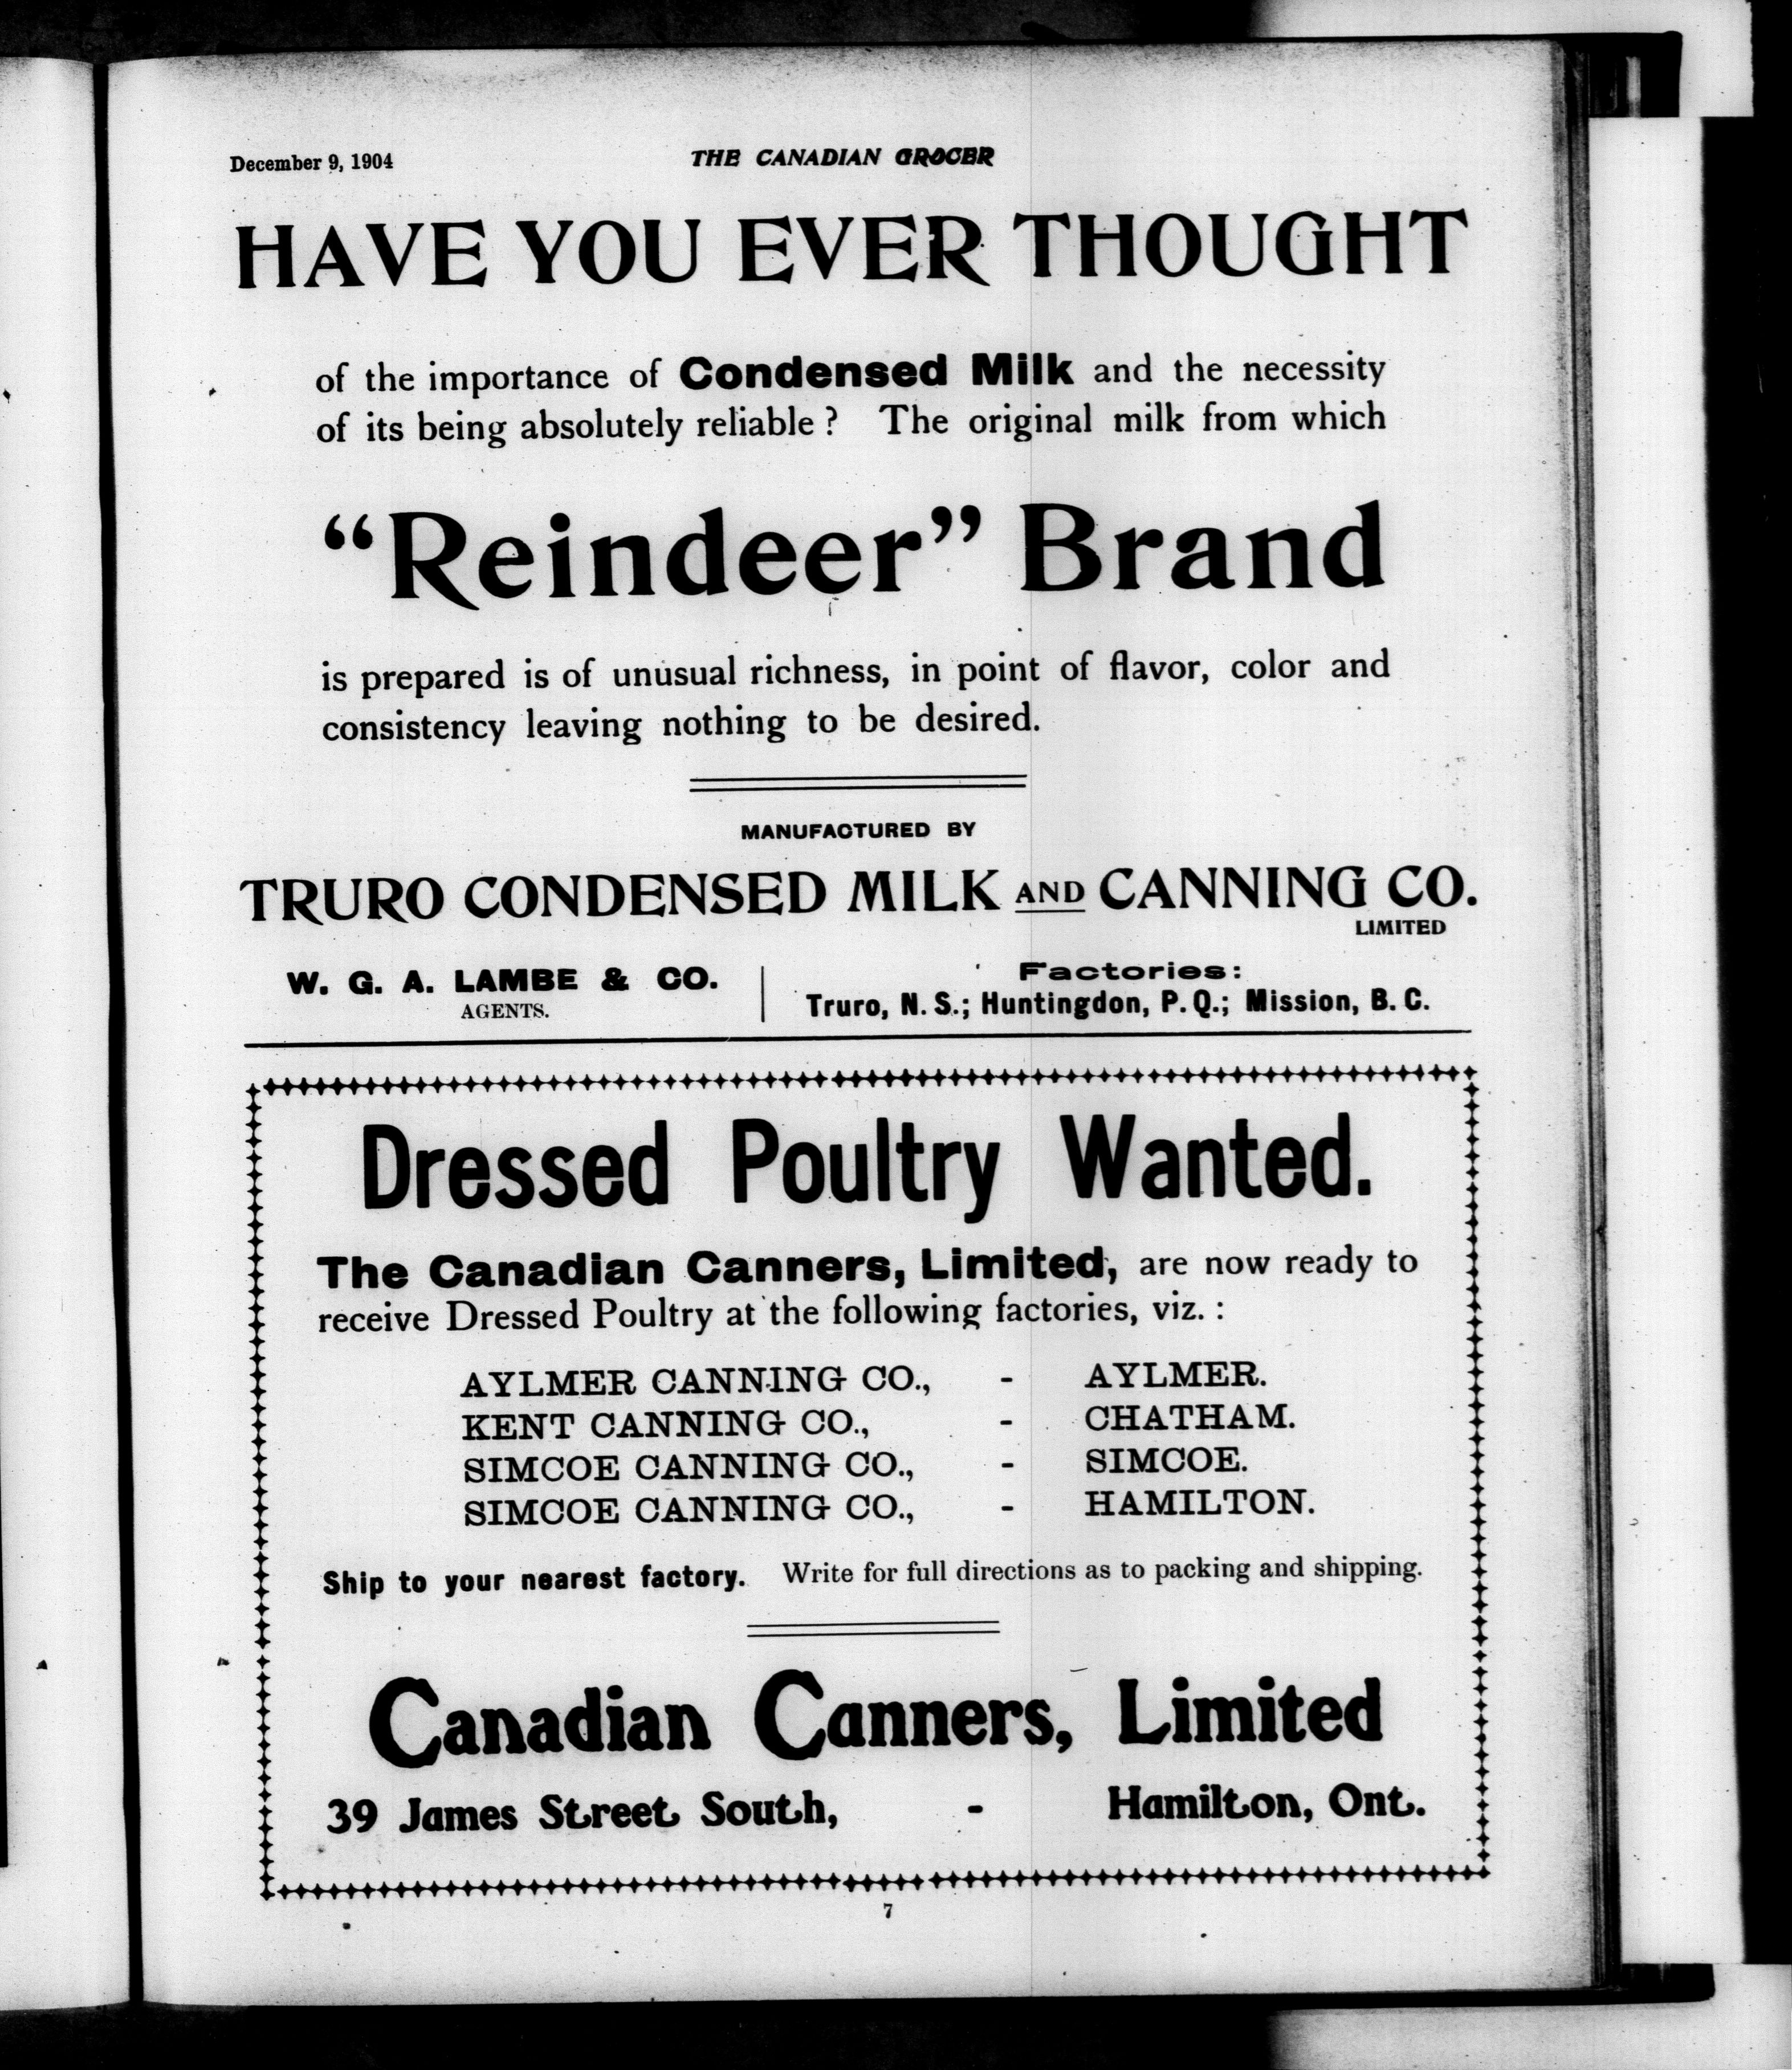 December 9, 1904
THE CANADIAN GROCER
HAVE YOU EVER THOUGHT
of the importance of Condensed Milk and the necessity
of its being absolutely reliable? The original milk from which
"Reindeer" Brand
is prepared is of unusual richness, in point of flavor, color and
consistency leaving nothing to be desired.
MANUFACTURED BY
TRURO CONDENSED MILK AND CANNING CO.
LIMITED
W. G. A. LAMBE & CO.
AGENTS.
Factories:
Truro, N. S.; Huntingdon, P. Q.; Mission, B. C.
Dressed Poultry Wanted.
The Canadian Canners, Limited, are now ready to
receive Dressed Poultry at the following factories, viz.:
AYLMER CANNING CO., - AYLMER.
KENT CANNING CO., - CHATHAM.
SIMCOE CANNING CO., - SIMCOE.
SIMCOE CANNING CO., - HAMILTON.
Ship to your nearest factory. Write for full directions as to packing and shipping.
Canadian Canners, Limited
39 James Street South, - Hamilton, Ont.
7